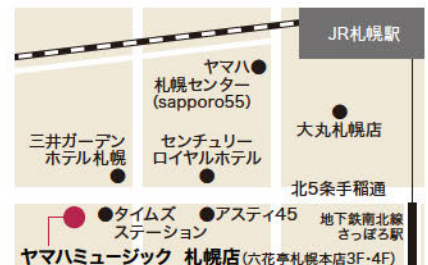 JR札幌駅
ヤマハ
札幌センター
(sapporo55)
大丸札幌店
三井ガーデン
ホテル札幌
センチュリー
ロイヤルホテル
北5条手稲通
タイムズ
ステーション
アスティ45
地下鉄南北線
さっぽろ駅
ヤマハミュージック 札幌店(六花亭札幌本店3F・4F)